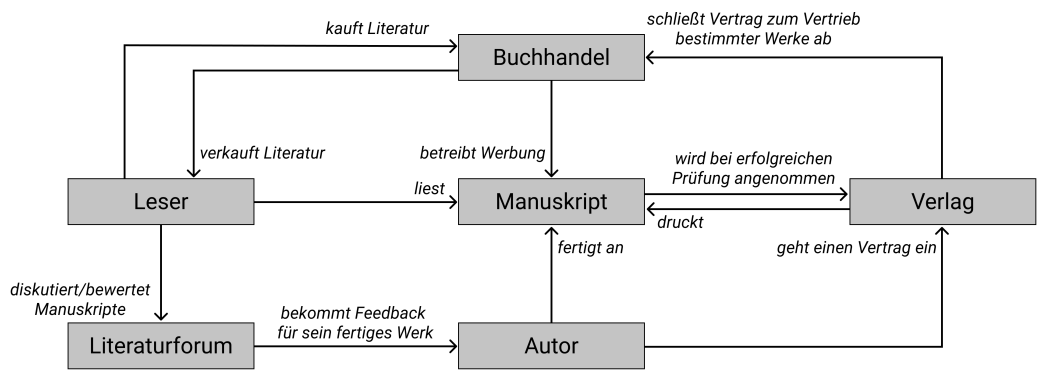 kauft Literatur
schließt Vertrag zum Vertrieb
bestimmter Werke ab
Buchhandel
verkauft Literatur
betreibt Werbung
wird bei erfolgreichen
Prüfung angenommen
liest
Leser
Manuskript
Verlag
druckt
fertigt an
geht einen Vertrag ein
diskutiert/bewertet
Manuskripte
bekommt Feedback
für sein fertiges Werk
Literaturforum
Autor